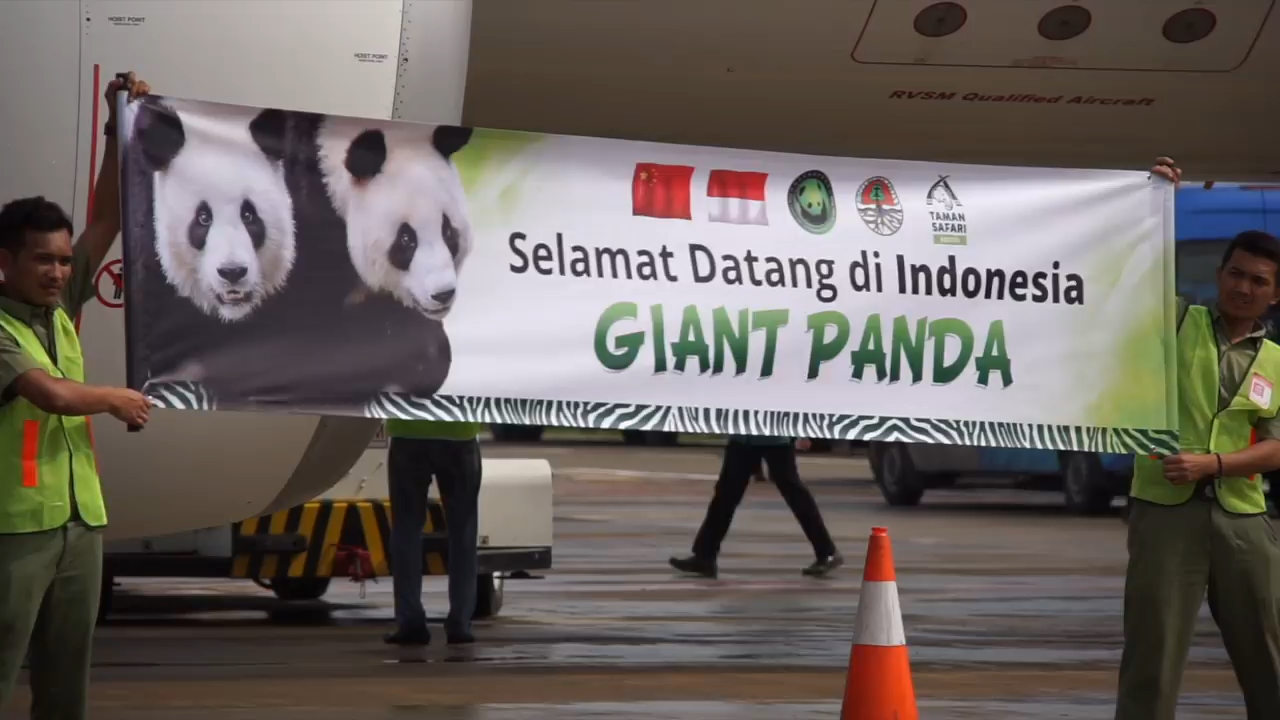 HOIST POINT
HOIST POINT
RVSM Qualified Aircraft
TAMAN
SAFARI
Selamat Datang di Indonesia
GIANT PANDA